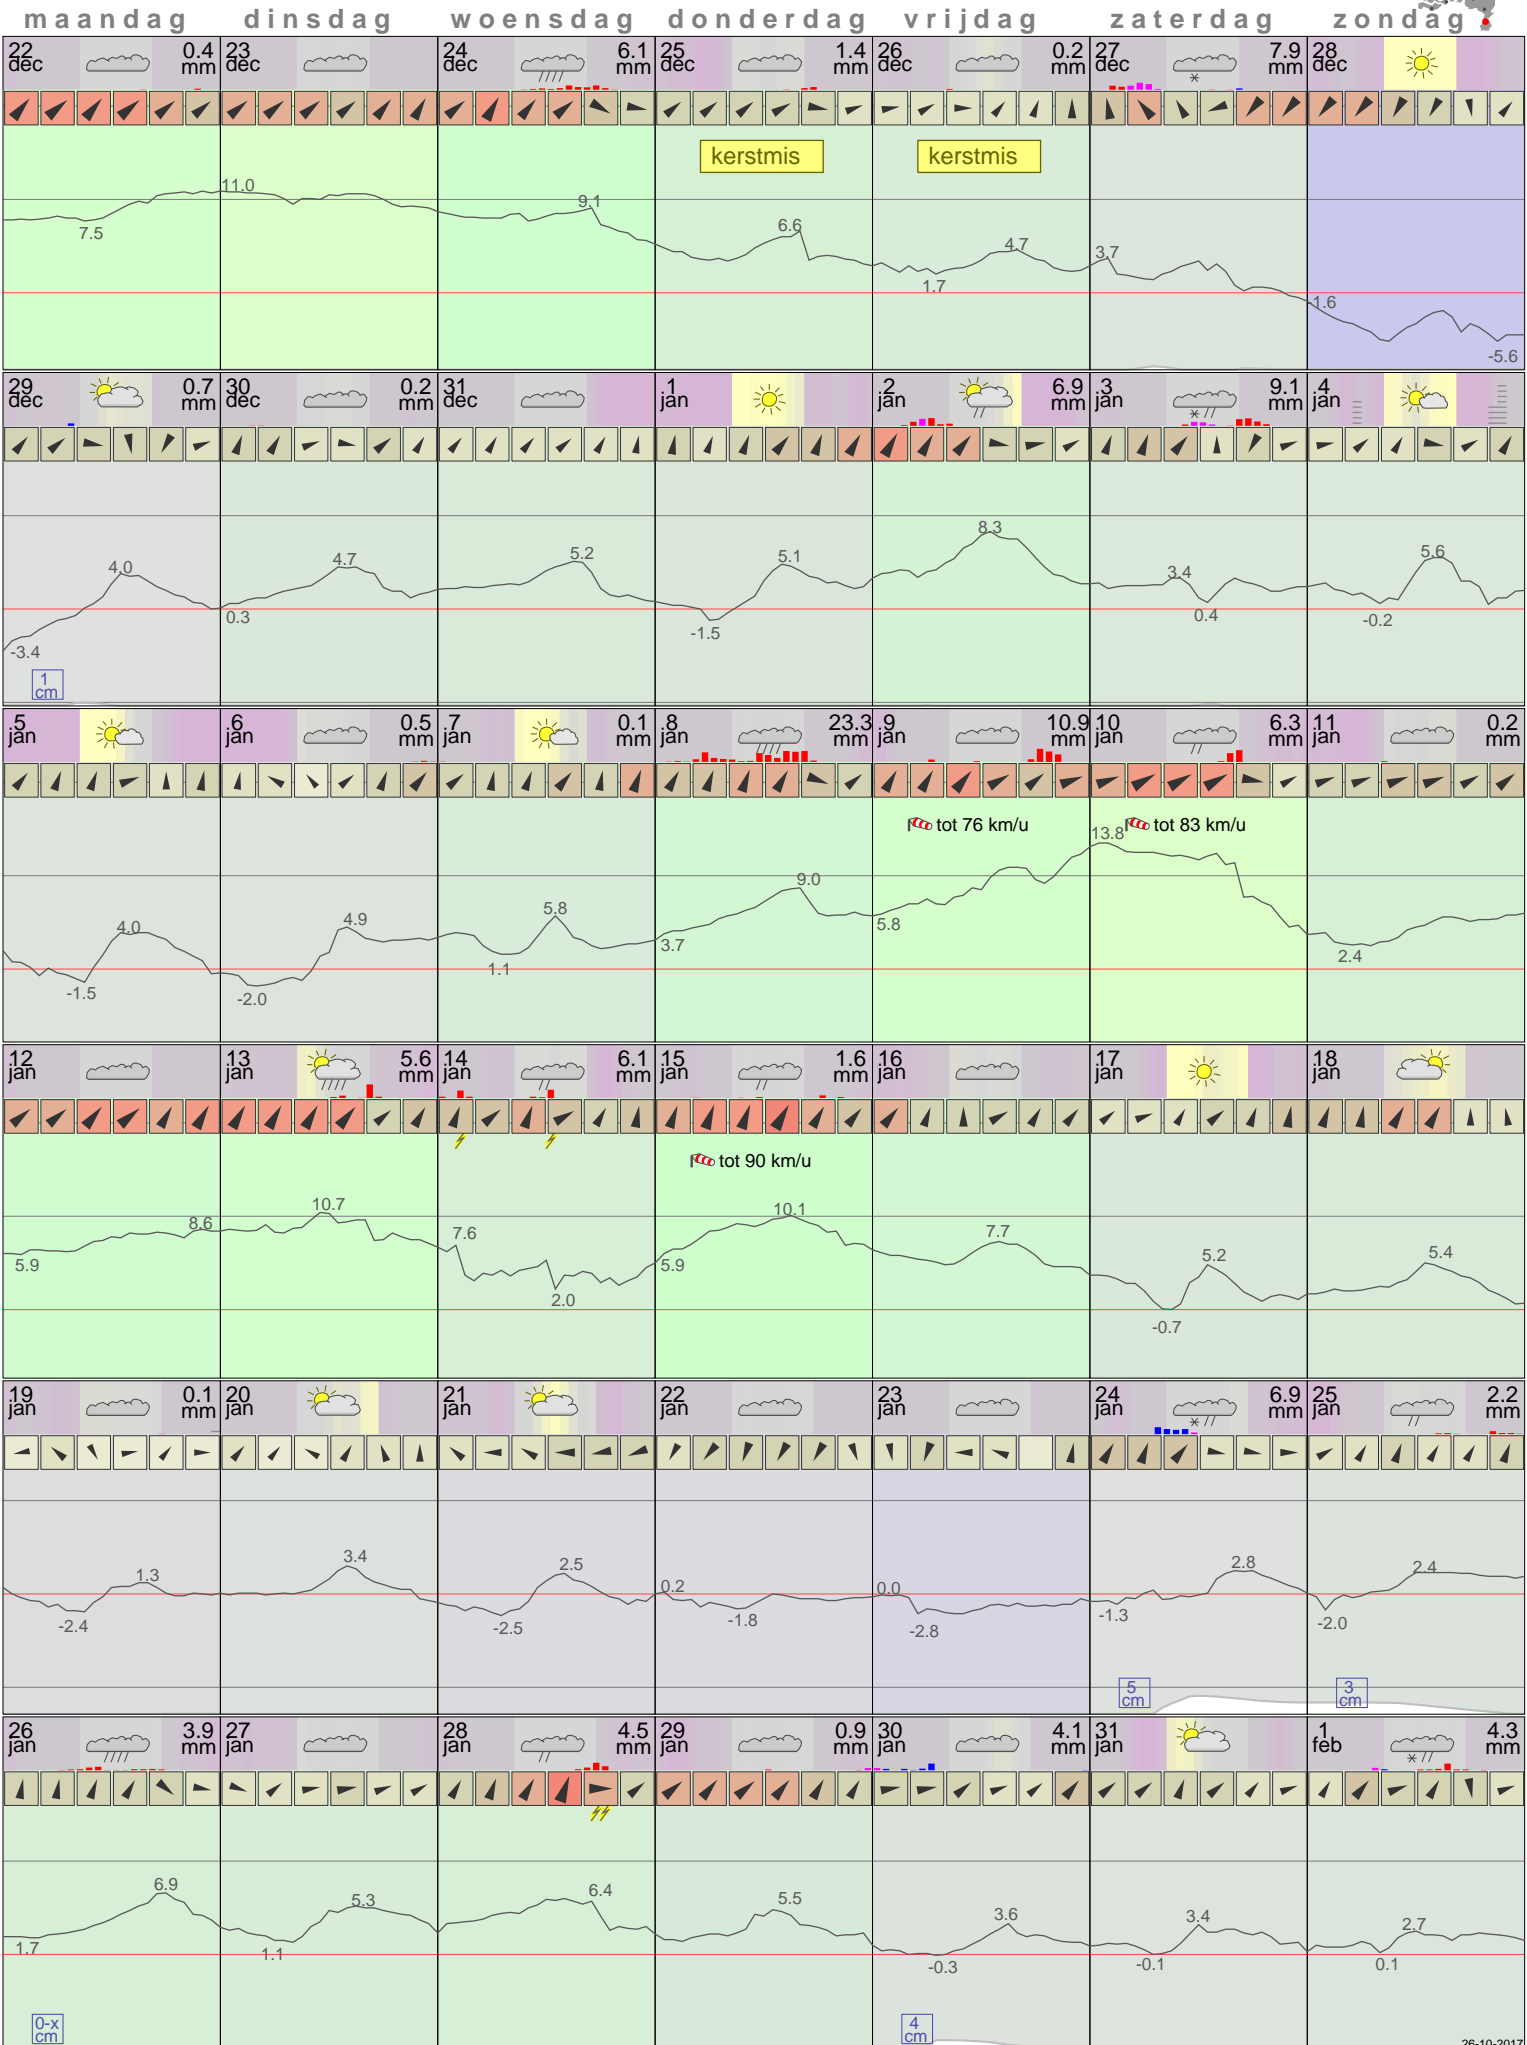 maandag dinsdag woensdag donderdag vrijdag zaterdag zondag
22 dec 0.4 mm 23 dec 24 dec 6.1 mm 25 dec 1.4 mm 26 dec 0.2 mm 27 dec 7.9 mm 28 dec
kerstmis kerstmis
7.5 11.0 9.1 6.6 1.7 4.7 3.7 -1.6 -5.6
29 dec 0.7 mm 30 dec 0.2 mm 31 dec 1 jan 2 jan 6.9 mm 3 jan 9.1 mm 4 jan
-3.4 4.0 0.3 4.7 5.2 -1.5 5.1 8.3 3.4 0.4 -0.2 5.6
1 cm
5 jan 6 jan 0.5 mm 7 jan 0.1 mm 8 jan 23.3 mm 9 jan 10.9 mm 10 jan 6.3 mm 11 jan 0.2 mm
tot 76 km/u tot 83 km/u
-1.5 4.0 -2.0 4.9 1.1 5.8 3.7 9.0 5.8 13.8 2.4
12 jan 13 jan 5.6 mm 14 jan 6.1 mm 15 jan 1.6 mm 16 jan 17 jan 18 jan
tot 90 km/u
5.9 8.6 10.7 7.6 2.0 5.9 10.1 7.7 -0.7 5.2 5.4
19 jan 0.1 mm 20 jan 21 jan 22 jan 23 jan 24 jan 6.9 mm 25 jan 2.2 mm
-2.4 1.3 3.4 -2.5 2.5 0.2 -1.8 0.0 -2.8 -1.3 2.8 -2.0 2.4
5 cm 3 cm
26 jan 3.9 mm 27 jan 28 jan 4.5 mm 29 jan 0.9 mm 30 jan 4.1 mm 31 jan 1 feb 4.3 mm
1.7 6.9 1.1 5.3 6.4 5.5 -0.3 3.6 -0.1 3.4 0.1 2.7
0-x cm 4 cm
26-10-2017